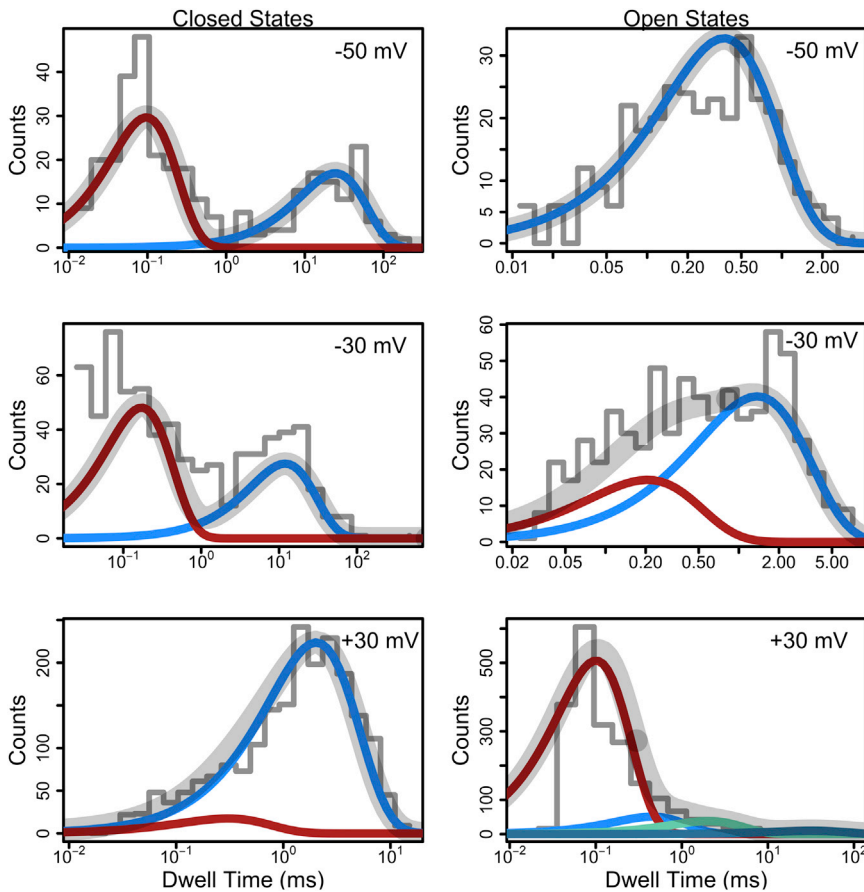 Closed States
Open States
-50 mV
Counts
40
30
20
10
0
10⁻² 10⁻¹ 10⁰ 10¹ 10²
-50 mV
Counts
30
20
10
5
0
0.01 0.05 0.20 0.50 2.00
-30 mV
Counts
60
40
20
0
10⁻¹ 10⁰ 10¹ 10²
-30 mV
Counts
60
50
40
30
20
10
0
0.02 0.05 0.20 0.50 2.00 5.00
+30 mV
Counts
200
150
100
50
0
10⁻² 10⁻¹ 10⁰ 10¹
Dwell Time (ms)
+30 mV
Counts
500
300
100
0
10⁻² 10⁻¹ 10⁰ 10¹ 10²
Dwell Time (ms)